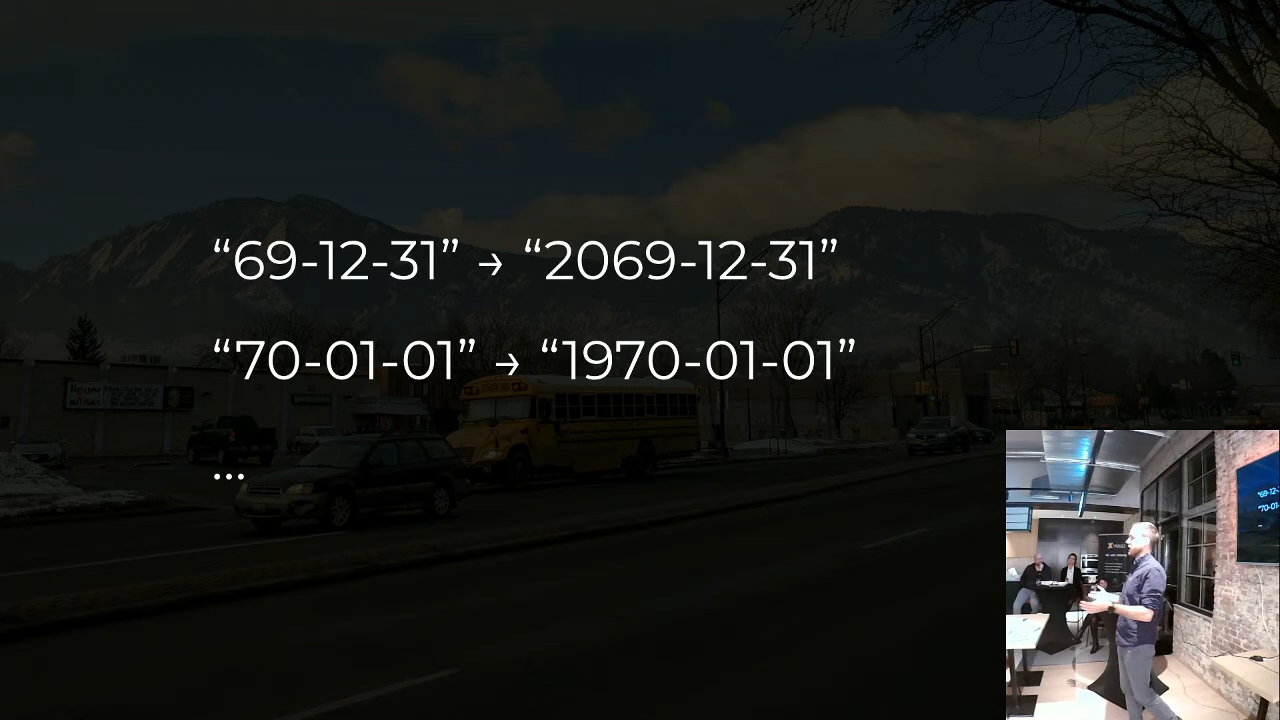 “69-12-31” → “2069-12-31”
“70-01-01” → “1970-01-01”
...